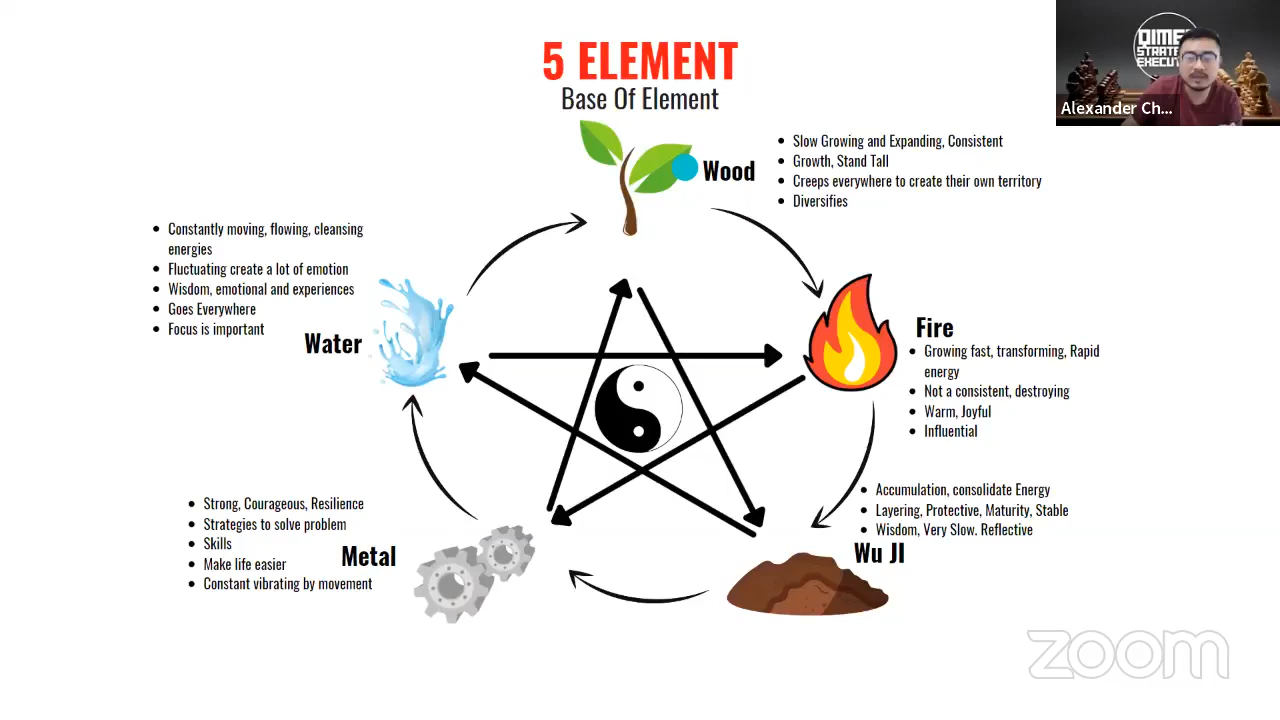 5 ELEMENT
Base Of Element
QIMEN
STRATE
EXECUT
Alexander Ch...
Wood
Slow Growing and Expanding, Consistent
Growth, Stand Tall
Creeps everywhere to create their own territory
Diversifies
Constantly moving, flowing, cleansing
energies
Fluctuating create a lot of emotion
Wisdom, emotional and experiences
Goes Everywhere
Focus is important
Water
Fire
Growing fast, transforming, Rapid
energy
Not a consistent, destroying
Warm, Joyful
Influential
Strong, Courageous, Resilience
Strategies to solve problem
Skills
Make life easier
Constant vibrating by movement
Metal
Accumulation, consolidate Energy
Layering, Protective, Maturity, Stable
Wisdom, Very Slow. Reflective
Wu JI
zoom